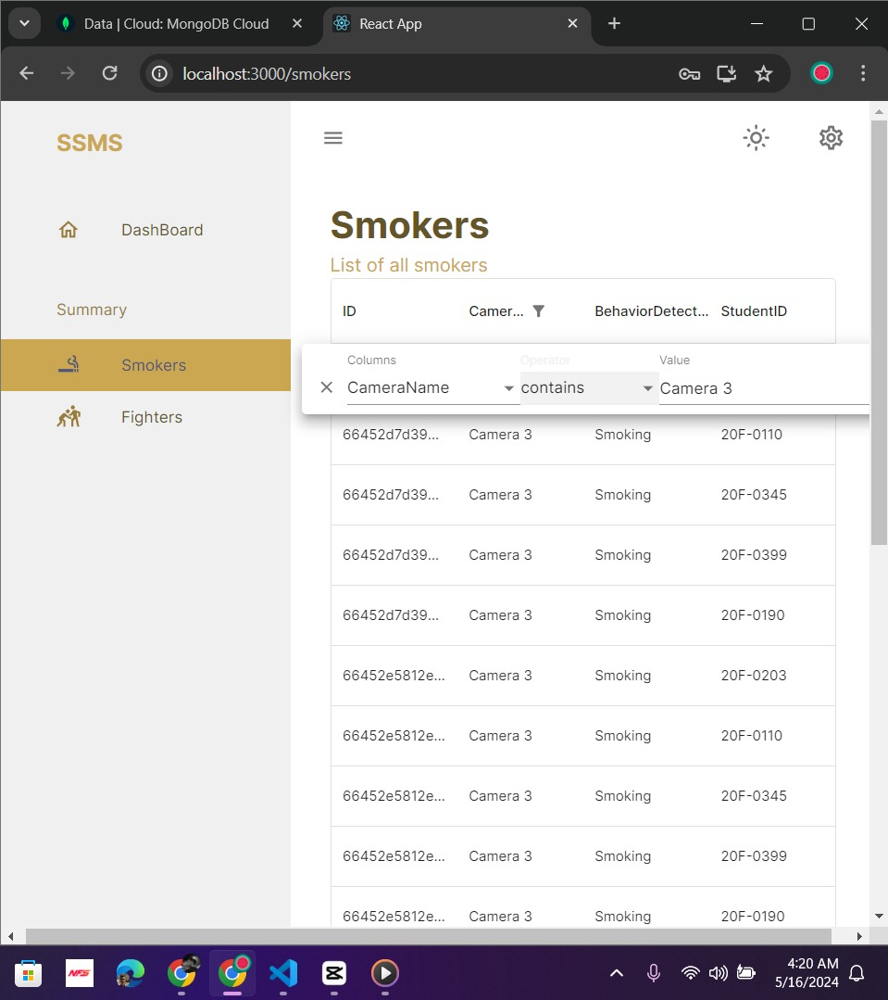 Data | Cloud: MongoDB Cloud
React App
localhost:3000/smokers
SSMS
DashBoard
Summary
Smokers
Fighters
Smokers
List of all smokers
ID Camer... BehaviorDetect... StudentID
Columns Operator Value
CameraName contains Camera 3
66452d7d39... Camera 3 Smoking 20F-0110
66452d7d39... Camera 3 Smoking 20F-0345
66452d7d39... Camera 3 Smoking 20F-0399
66452d7d39... Camera 3 Smoking 20F-0190
66452e5812e... Camera 3 Smoking 20F-0203
66452e5812e... Camera 3 Smoking 20F-0110
66452e5812e... Camera 3 Smoking 20F-0345
66452e5812e... Camera 3 Smoking 20F-0399
66452e5812e... Camera 3 Smoking 20F-0190
NFS
4:20 AM
5/16/2024